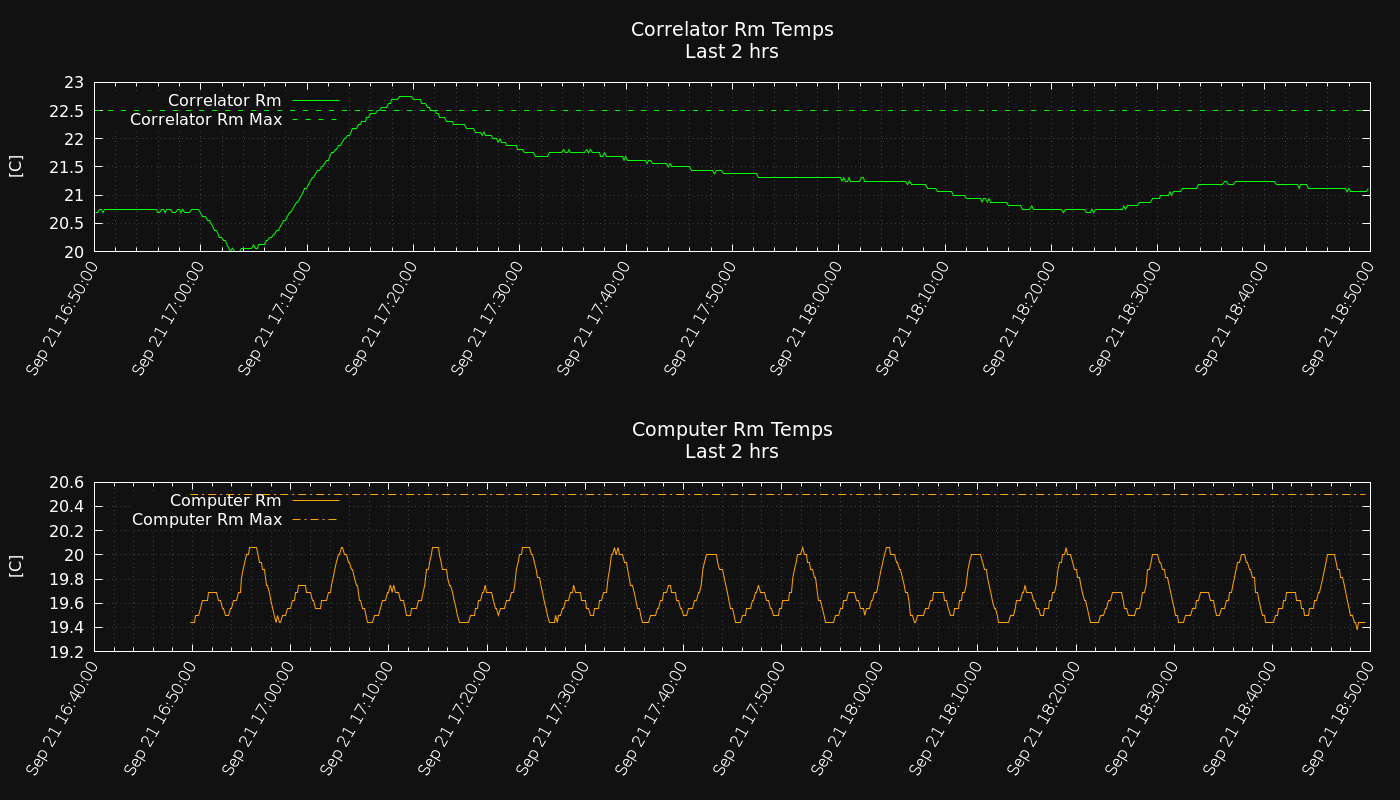 Correlator Rm Temps
Last 2 hrs
[C]
23
22.5
22
21.5
21
20.5
20
Correlator Rm
Correlator Rm Max
Sep 21 16:50:00
Sep 21 17:00:00
Sep 21 17:10:00
Sep 21 17:20:00
Sep 21 17:30:00
Sep 21 17:40:00
Sep 21 17:50:00
Sep 21 18:00:00
Sep 21 18:10:00
Sep 21 18:20:00
Sep 21 18:30:00
Sep 21 18:40:00
Sep 21 18:50:00
Computer Rm Temps
Last 2 hrs
[C]
20.6
20.4
20.2
20
19.8
19.6
19.4
19.2
Computer Rm
Computer Rm Max
Sep 21 16:40:00
Sep 21 16:50:00
Sep 21 17:00:00
Sep 21 17:10:00
Sep 21 17:20:00
Sep 21 17:30:00
Sep 21 17:40:00
Sep 21 17:50:00
Sep 21 18:00:00
Sep 21 18:10:00
Sep 21 18:20:00
Sep 21 18:30:00
Sep 21 18:40:00
Sep 21 18:50:00